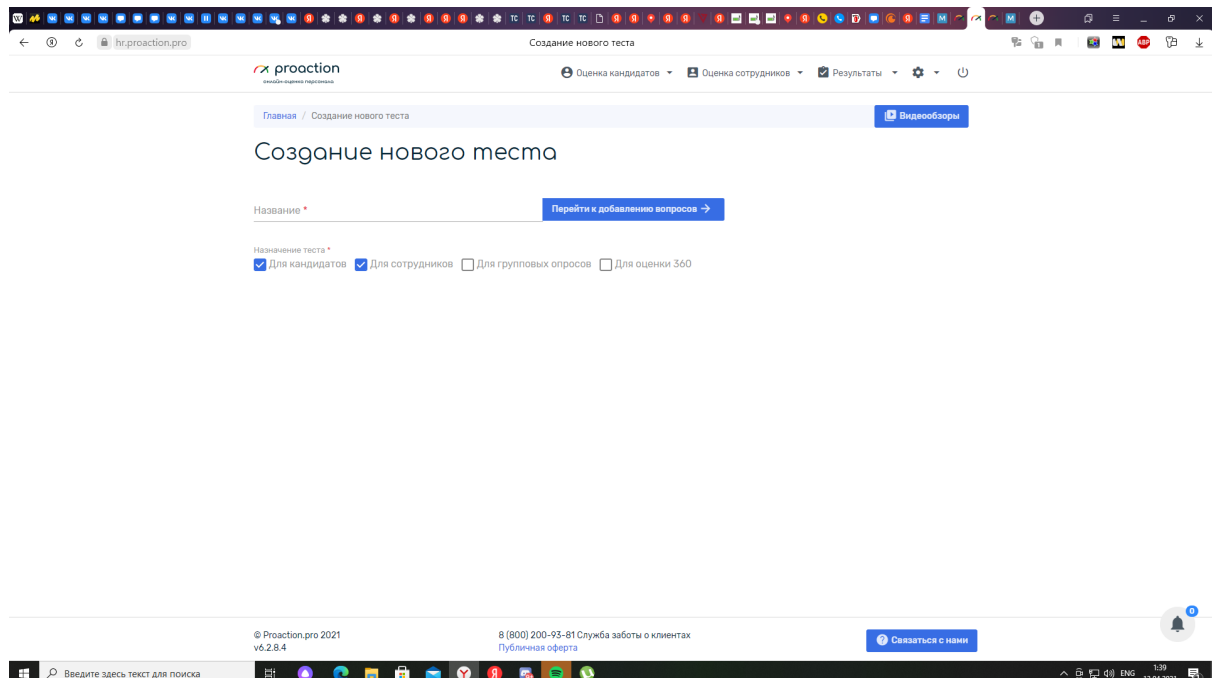 hr.proaction.pro
Создание нового теста
proaction
онлайн-оценка персонала
Оценка кандидатов
Оценка сотрудников
Результаты
Главная / Создание нового теста
Видеообзоры
Создание нового теста
Название *
Перейти к добавлению вопросов →
Назначение теста *
Для кандидатов Для сотрудников Для групповых опросов Для оценки 360
0
© Proaction.pro 2021
8 (800) 200-93-81 Служба заботы о клиентах
Связаться с нами
v6.2.8.4
Публичная оферта
Введите здесь текст для поиска
ENG
1:39